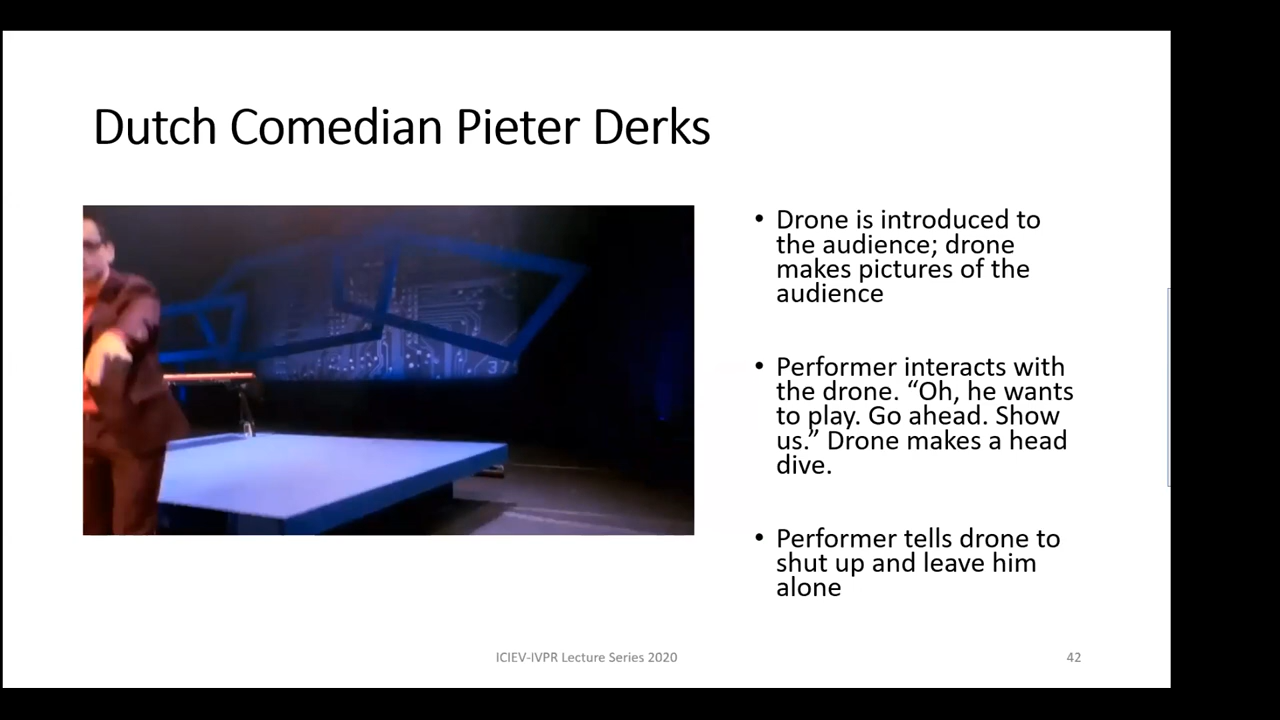 Dutch Comedian Pieter Derks
• Drone is introduced to
the audience; drone
makes pictures of the
audience
• Performer interacts with
the drone. “Oh, he wants
to play. Go ahead. Show
us.” Drone makes a head
dive.
• Performer tells drone to
shut up and leave him
alone
37
ICIEV-IVPR Lecture Series 2020
42